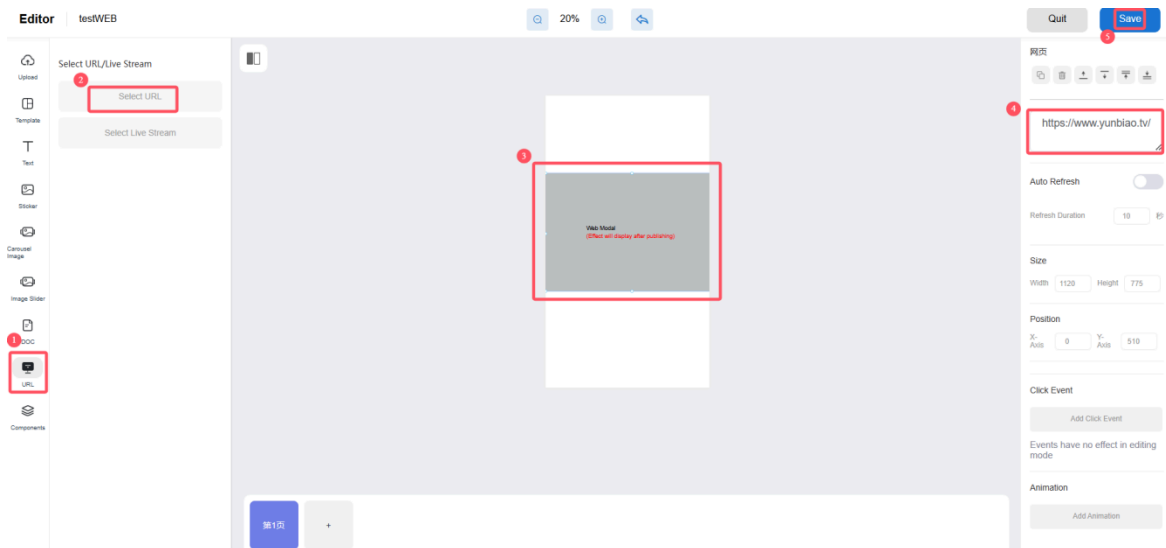 Editor
testWEB
20%
Quit
Save
5
Upload
Template
Text
Sticker
Carousel
Image
Image Slider
1
DOC
URL
Components
Select URL/Live Stream
2
Select URL
Select Live Stream
3
Web Modal
(Effect will display after publishing)
第1页
+
网页
4
https://www.yunbiao.tv/
Auto Refresh
Refresh Duration 10 秒
Size
Width 1120 Height 775
Position
X-Axis 0 Y-Axis 510
Click Event
Add Click Event
Events have no effect in editing
mode
Animation
Add Animation